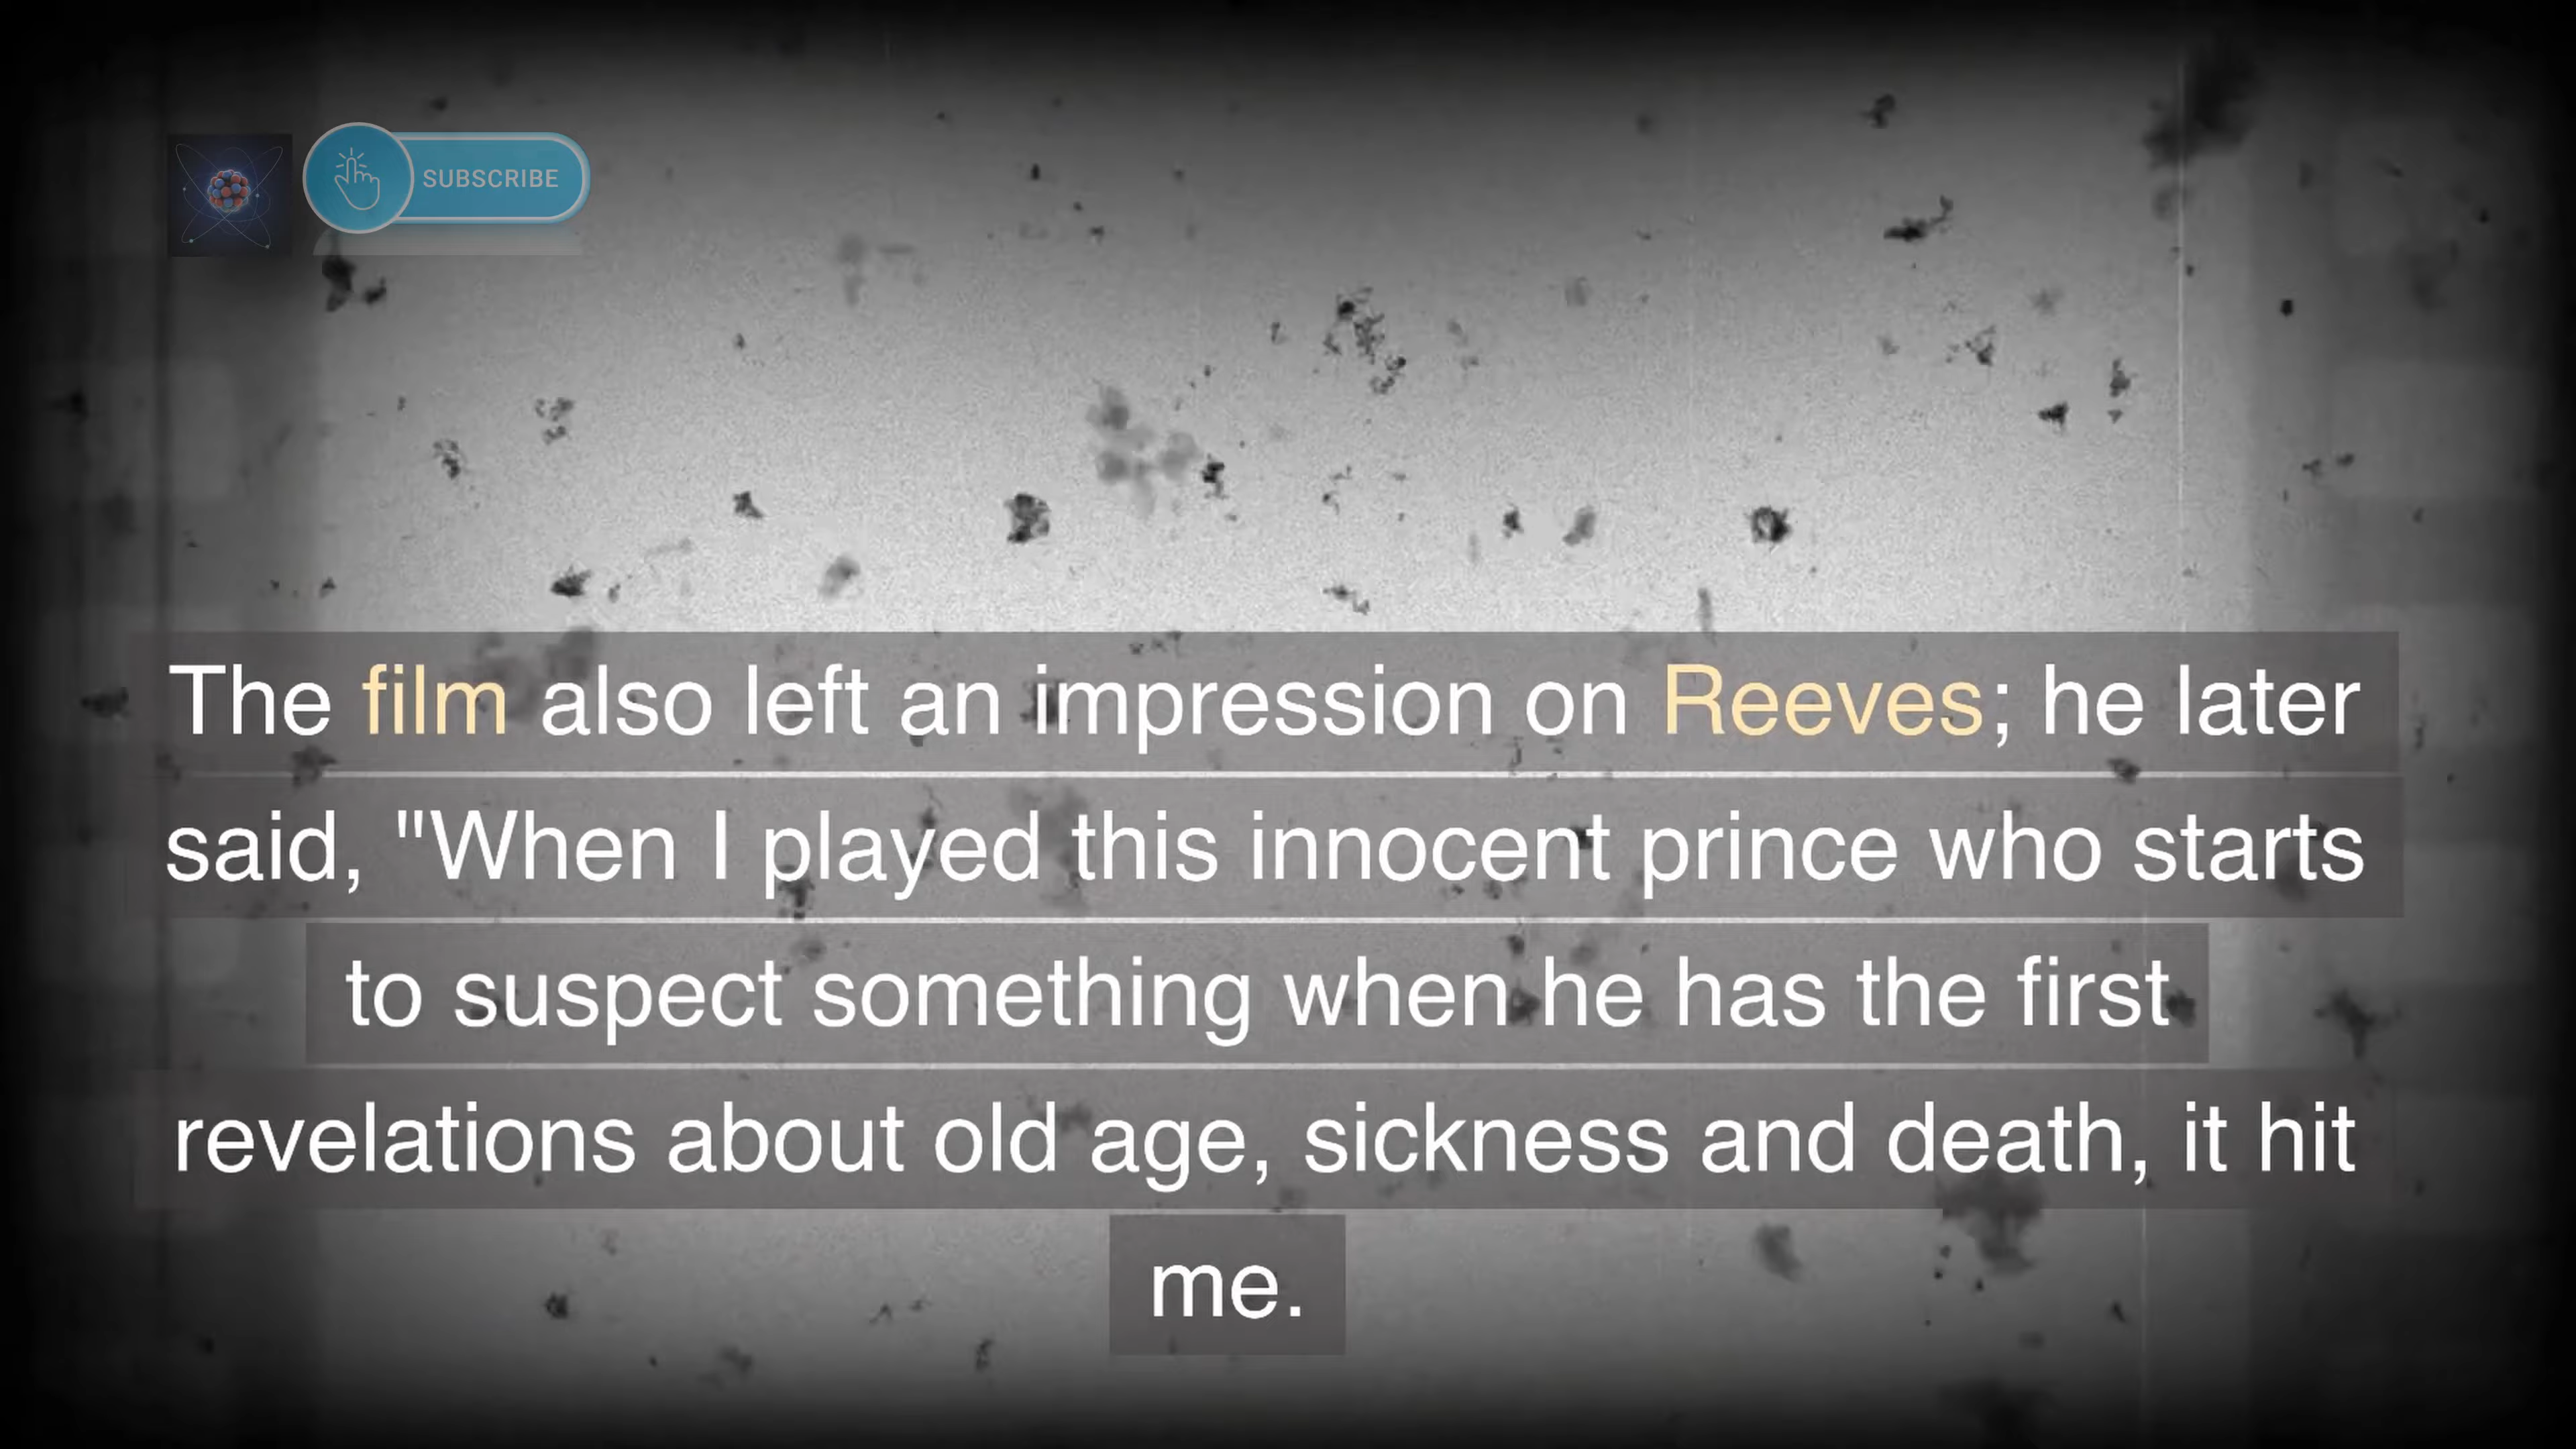 SUBSCRIBE
The film also left an impression on Reeves; he later
said, "When I played this innocent prince who starts
to suspect something when he has the first
revelations about old age, sickness and death, it hit
me.